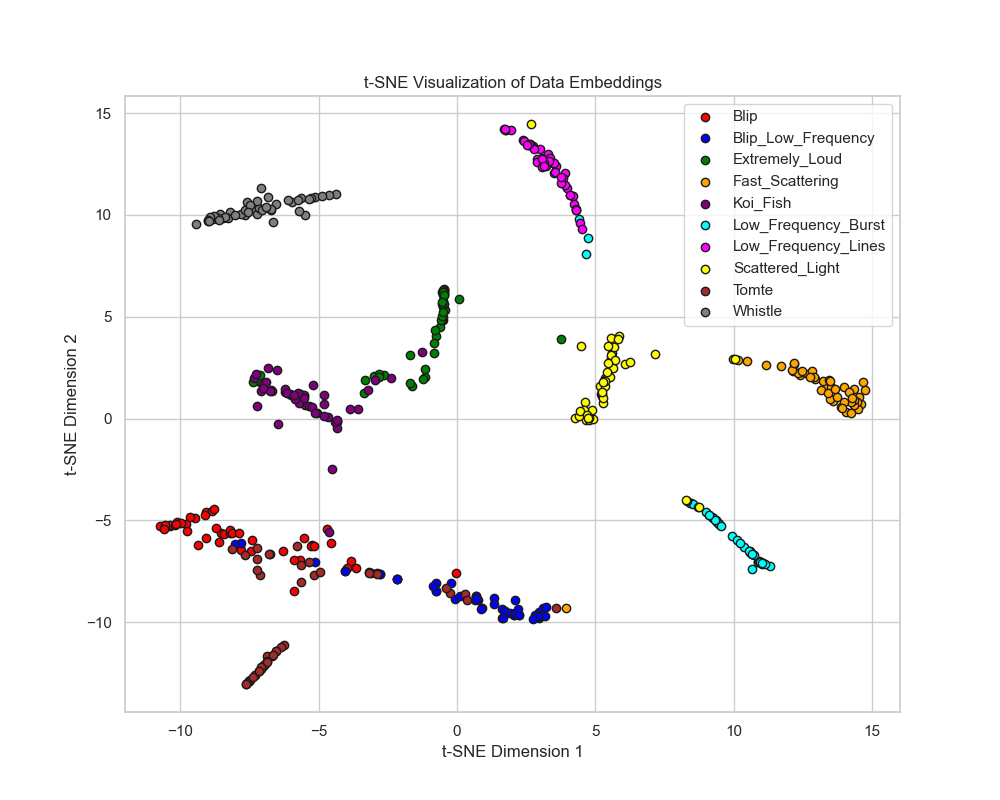 t-SNE Visualization of Data Embeddings
15
10
5
0
−5
−10
t-SNE Dimension 2
Blip
Blip_Low_Frequency
Extremely_Loud
Fast_Scattering
Koi_Fish
Low_Frequency_Burst
Low_Frequency_Lines
Scattered_Light
Tomte
Whistle
−10 −5 0 5 10 15
t-SNE Dimension 1